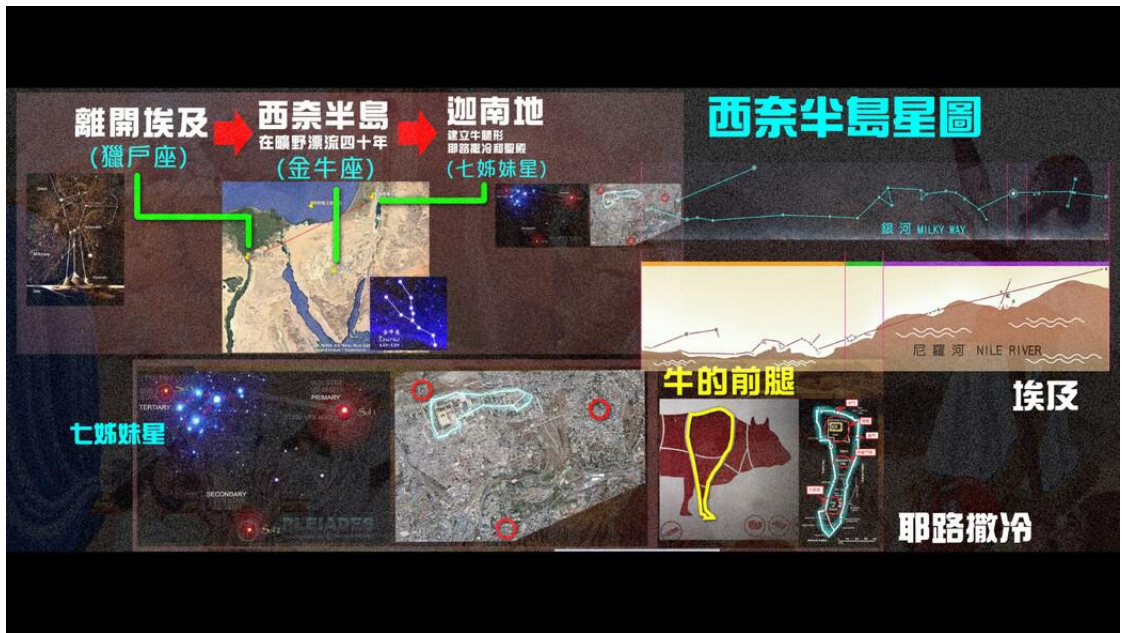 離開埃及
(獵戶座)
西奈半島
在曠野漂流四十年
(金牛座)
迦南地
建立牛腿形
耶路撒冷和聖殿
(七姊妹星)
西奈半島星圖
銀河 MILKY WAY
尼羅河 NILE RIVER
埃及
七姊妹星
TERTIARY
PRIMARY
Sol
SECONDARY
Sol
PLEIADES
牛的前腿
耶路撒冷